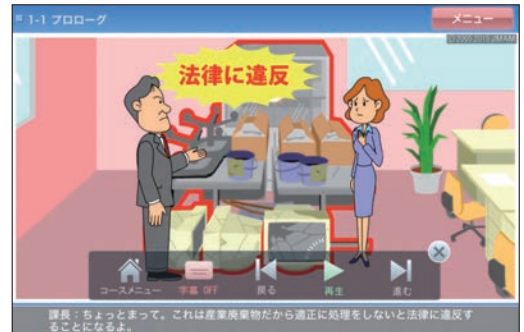 1-1 プロローグ
メニュー
法律に違反
コースメニュー
字幕 OFF
戻る
再生
進む
課長：ちょっとまって。これは産業廃棄物だから適正に処理をしないと法律に違反す
ることになるよ。